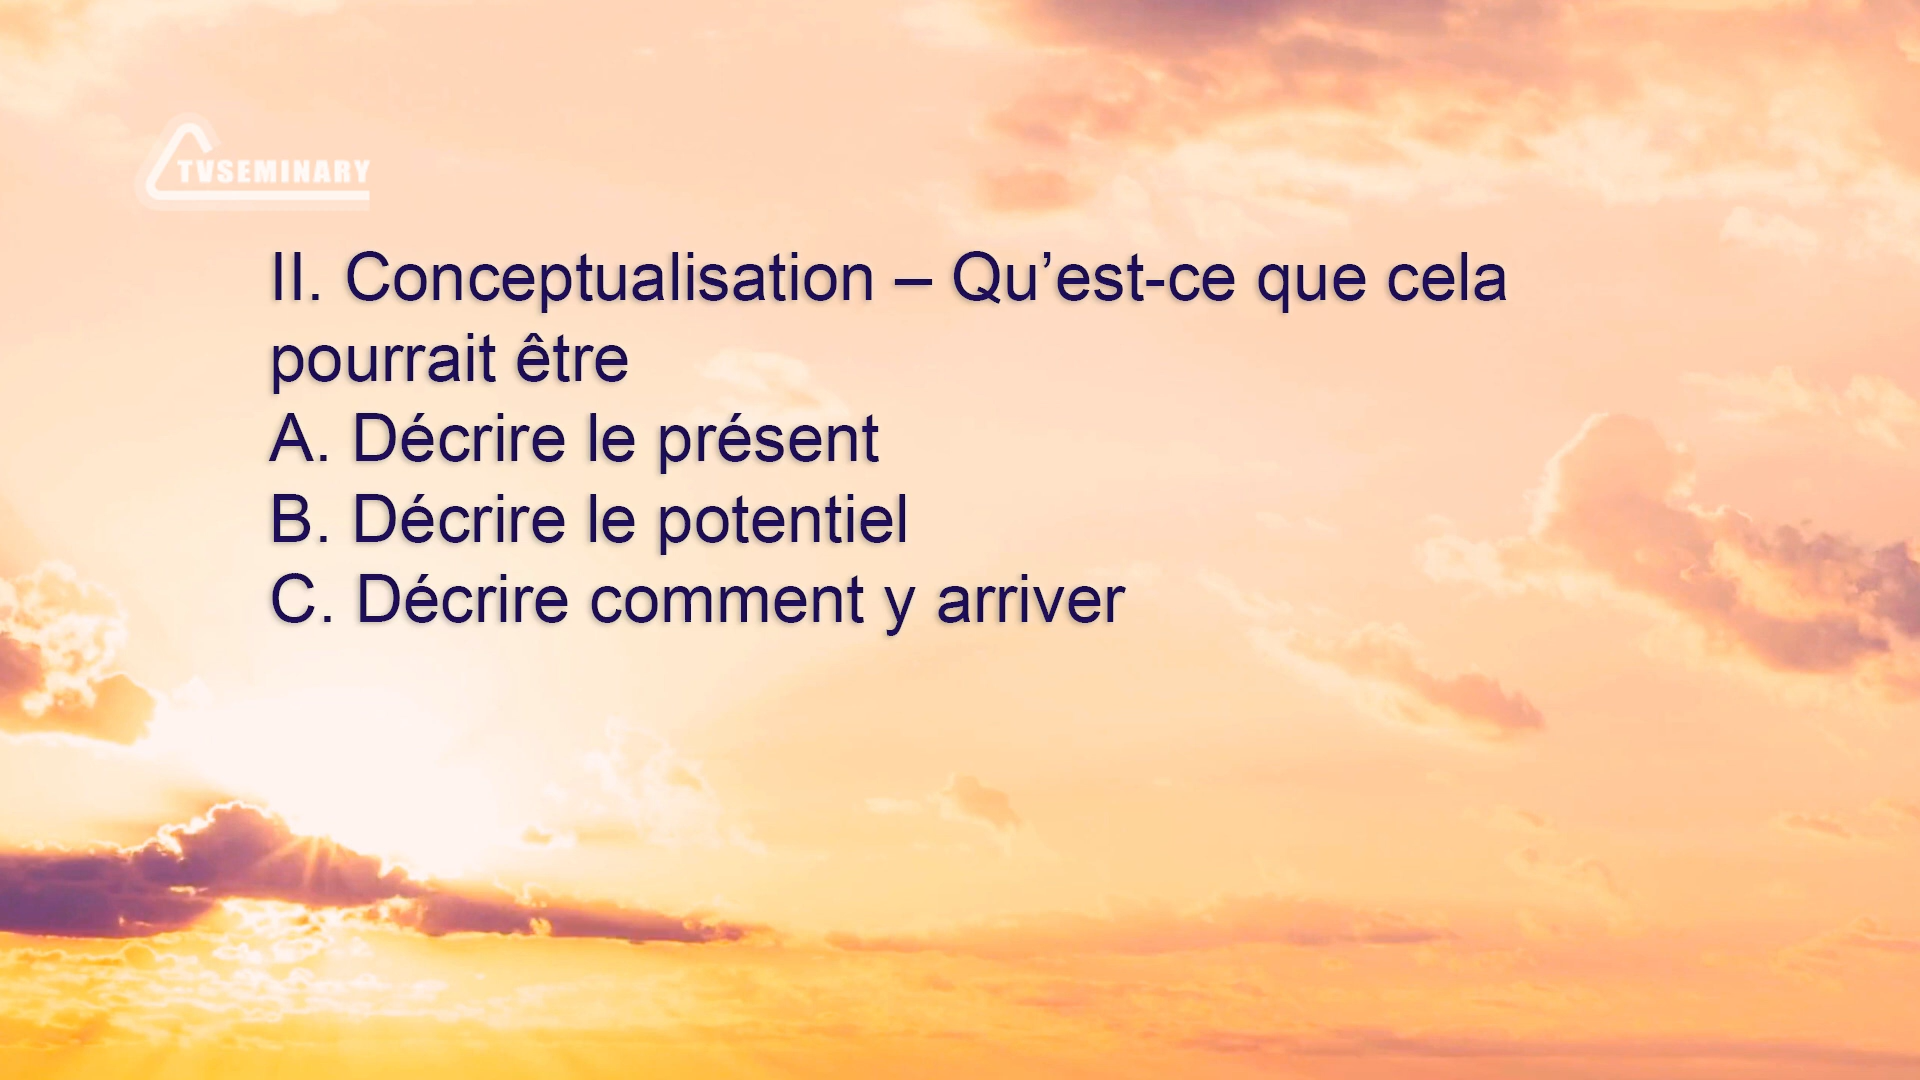 TVSEMINARY
II. Conceptualisation – Qu’est-ce que cela
pourrait être
A. Décrire le présent
B. Décrire le potentiel
C. Décrire comment y arriver